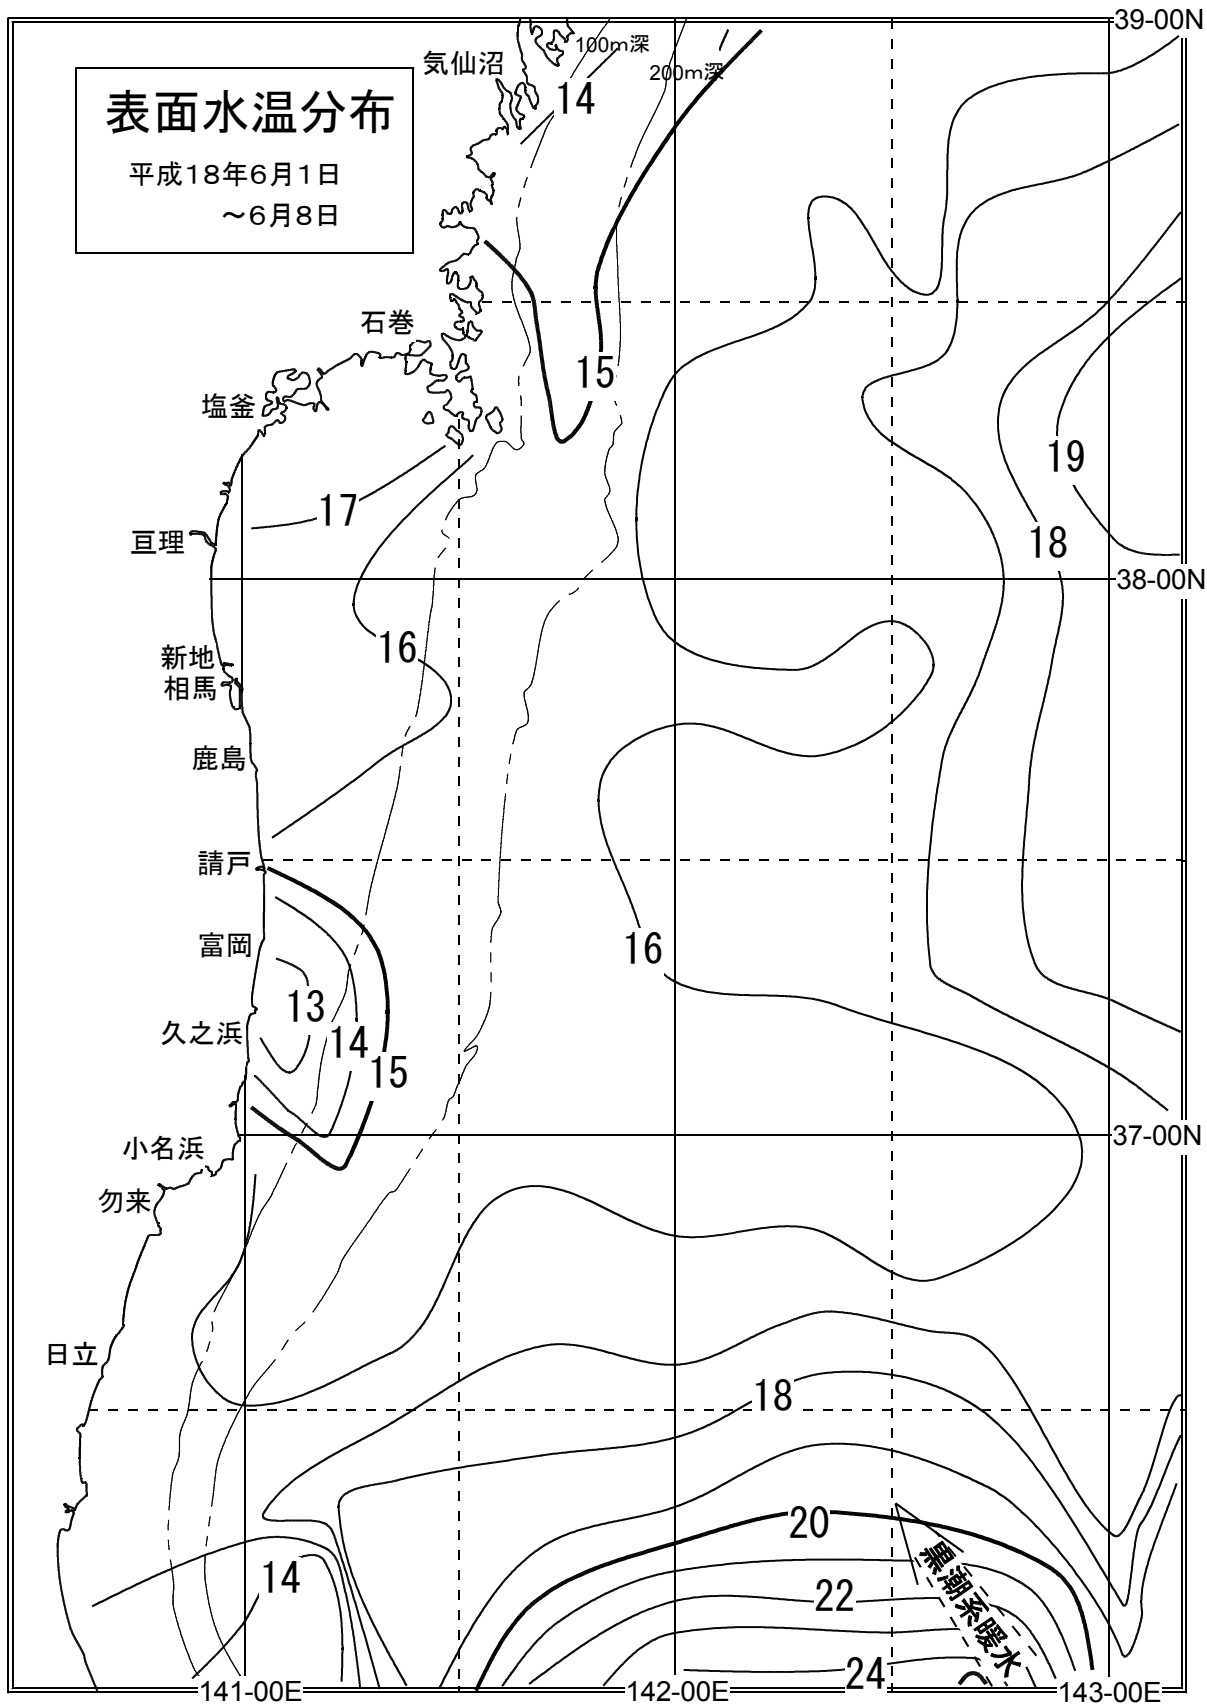 39-00N
100m深
気仙沼
200m深
14
表面水温分布
平成18年6月1日
～6月8日
石巻
15
塩釜
19
17
亘理
18
38-00N
16
新地
相馬
鹿島
請戸
富岡
16
13
久之浜
14
15
37-00N
小名浜
勿来
日立
18
20
黒潮系暖水
14
22
24
141-00E
142-00E
143-00E